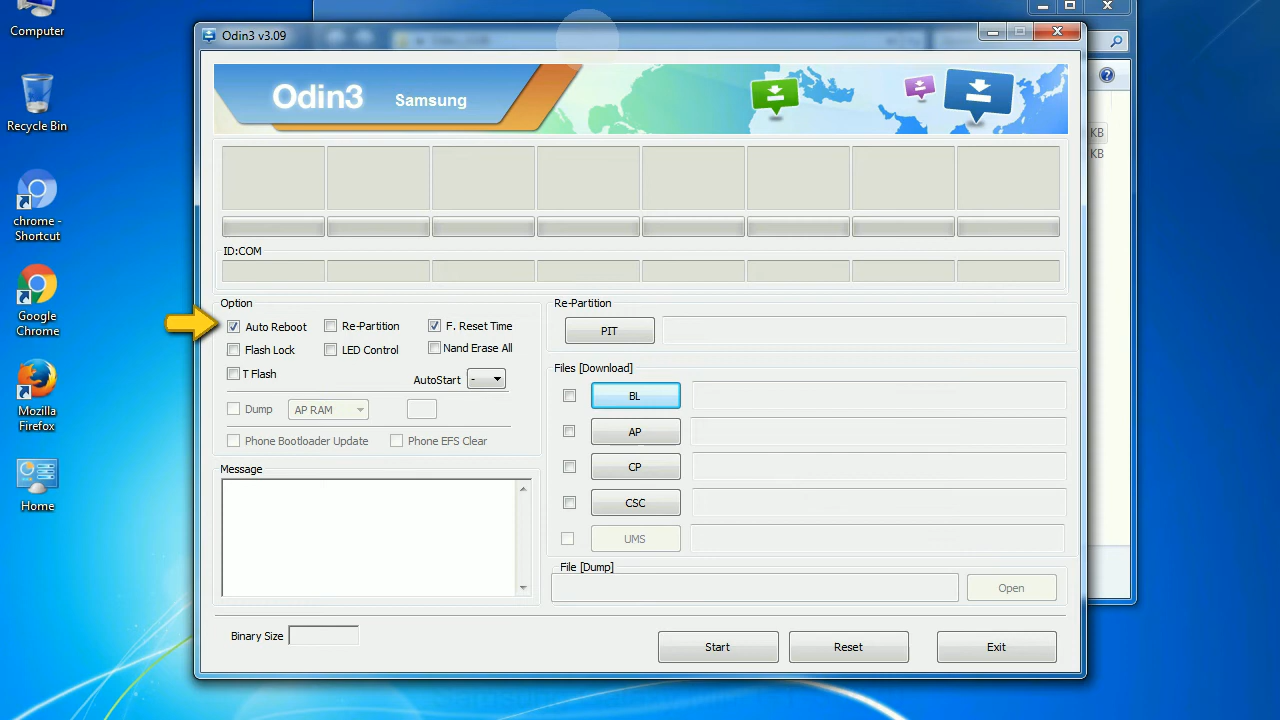 Computer
Recycle Bin
chrome -
Shortcut
Google
Chrome
Mozilla
Firefox
Home
Odin3 v3.09
Odin3 Samsung
KB
KB
ID:COM
Option
Auto Reboot Re-Partition F. Reset Time
Flash Lock LED Control Nand Erase All
T Flash
AutoStart -
Dump AP RAM
Phone Bootloader Update Phone EFS Clear
Message
Re-Partition
PIT
Files [Download]
BL
AP
CP
CSC
UMS
File [Dump]
Open
Binary Size
Start Reset Exit